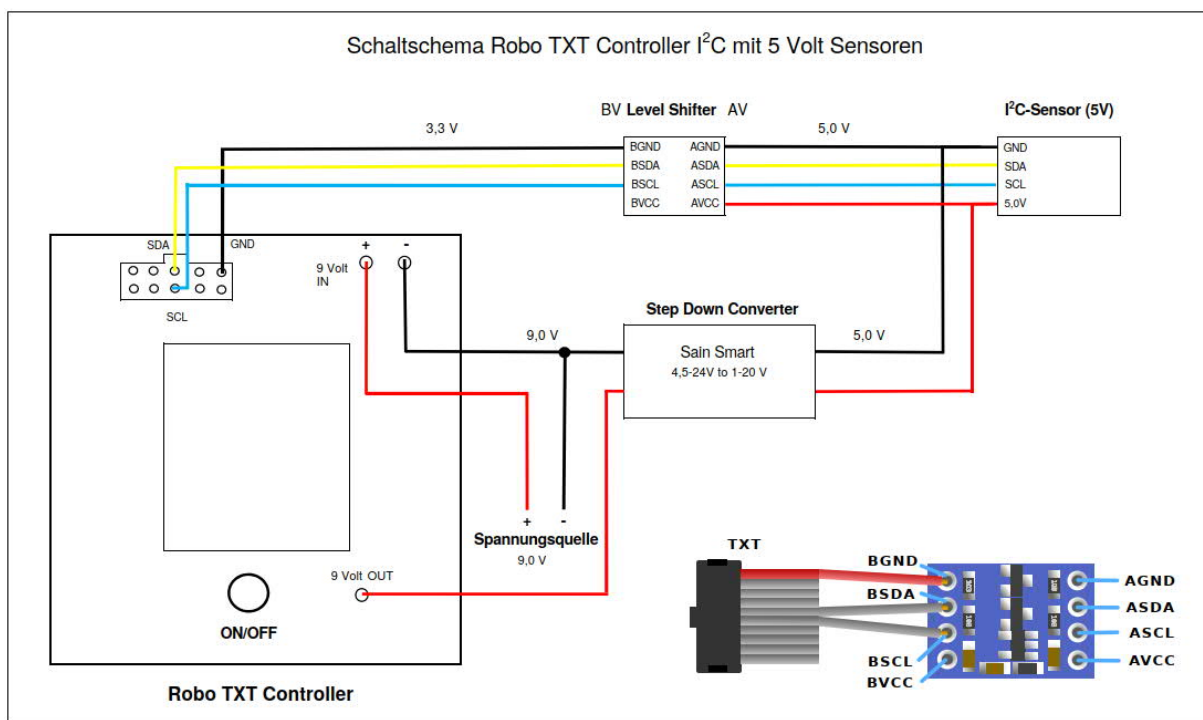 Schaltschema Robo TXT Controller I²C mit 5 Volt Sensoren
BV Level Shifter AV
I²C-Sensor (5V)
3,3 V
5,0 V
BGND AGND
BSDA ASDA
BSCL ASCL
BVCC AVCC
GND
SDA
SCL
5,0V
SDA
GND
SCL
+ -
9 Volt
IN
9,0 V
Step Down Converter
Sain Smart
4,5-24V to 1-20 V
5,0 V
+ -
Spannungsquelle
9,0 V
9 Volt OUT
ON/OFF
Robo TXT Controller
TXT
BGND
BSDA
BSCL
BVCC
AGND
ASDA
ASCL
AVCC